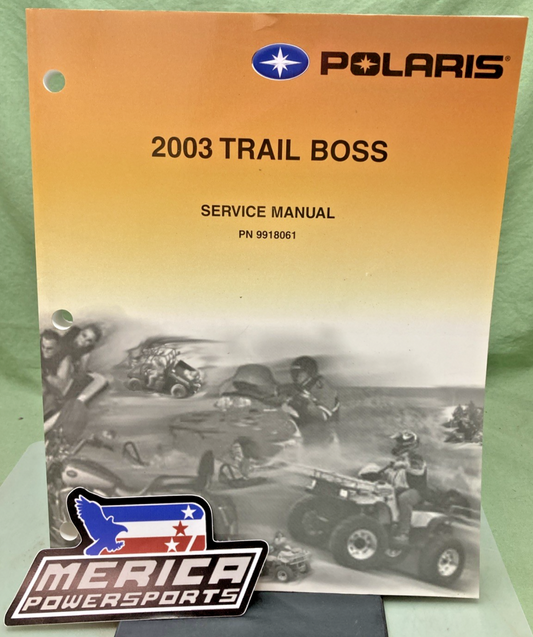 POLARIS®
2003 TRAIL BOSS
SERVICE MANUAL
PN 9918061
MERICA
POWERSPORTS